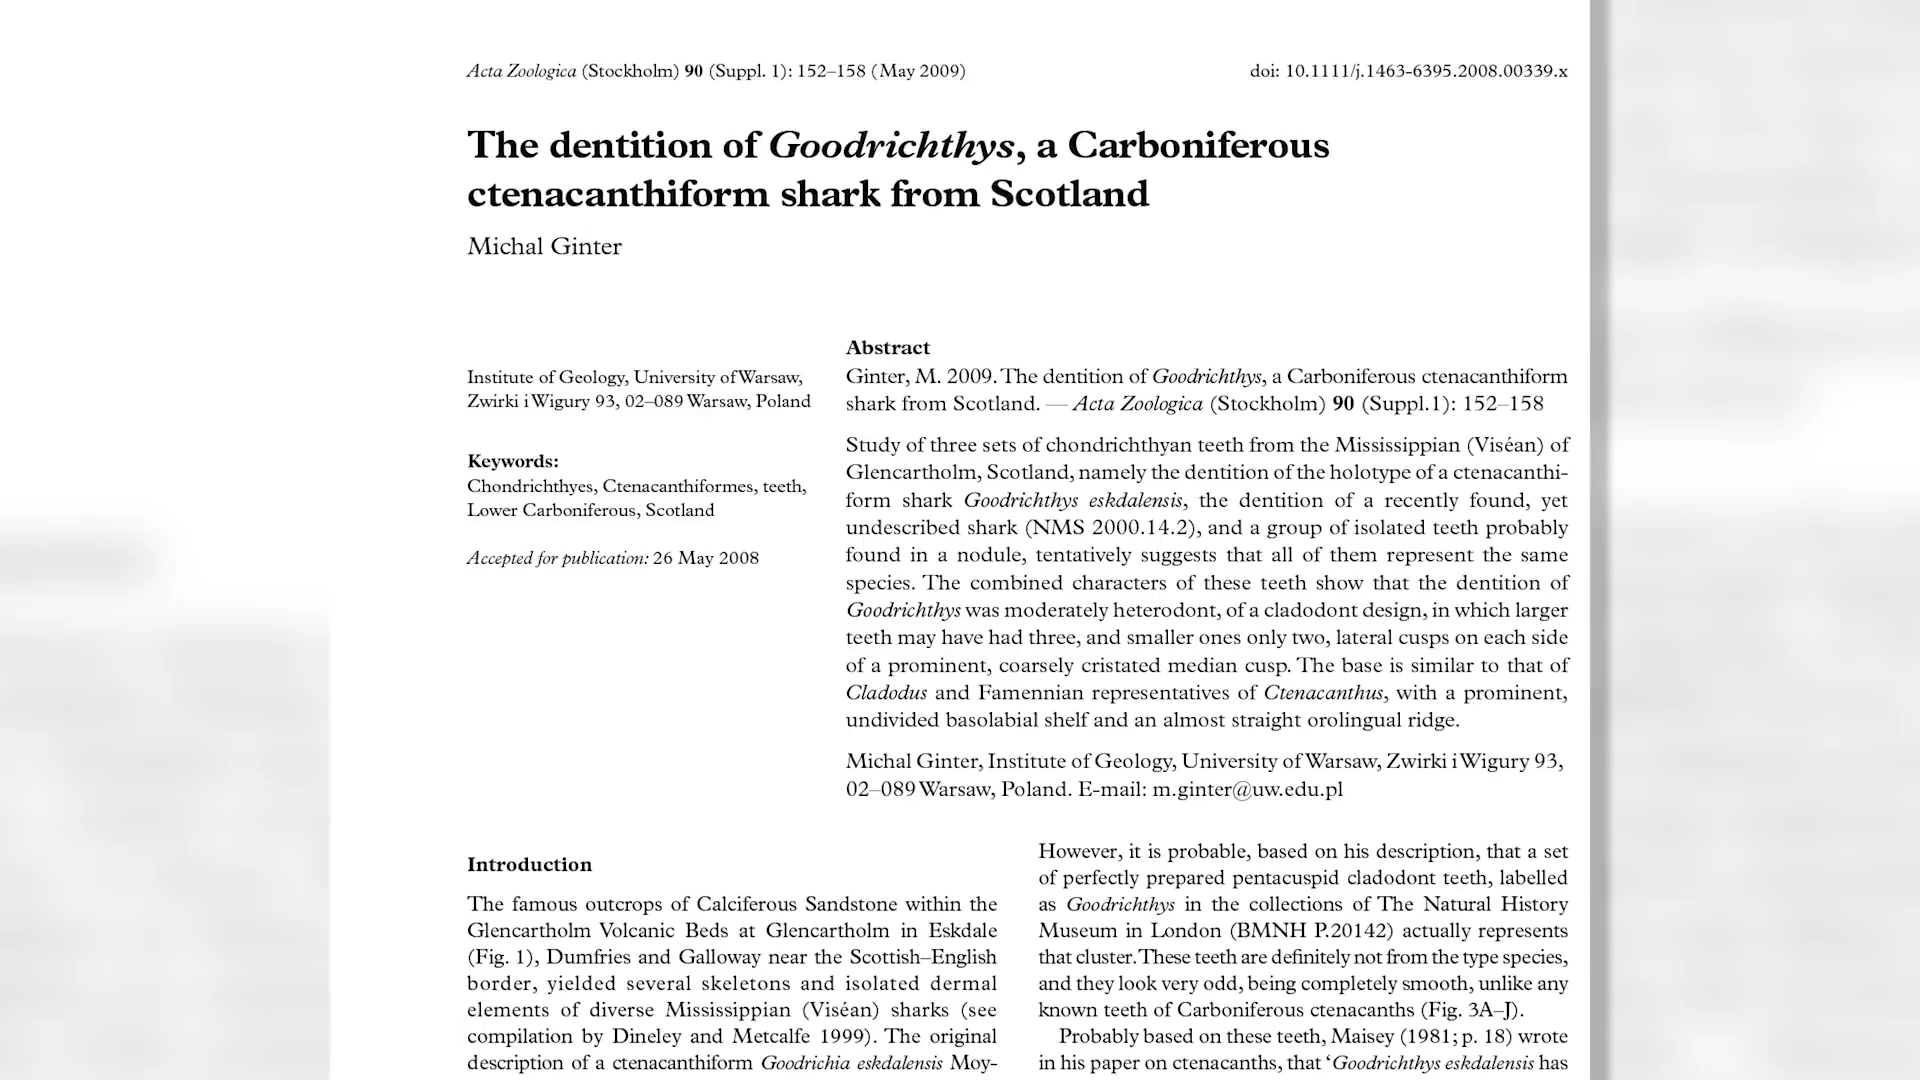 Acta Zoologica (Stockholm) 90 (Suppl. 1): 152–158 (May 2009)
doi: 10.1111/j.1463-6395.2008.00339.x
The dentition of Goodrichthys, a Carboniferous
ctenacanthiform shark from Scotland
Michal Ginter
Institute of Geology, University of Warsaw,
Zwirki i Wigury 93, 02–089 Warsaw, Poland
Keywords:
Chondrichthyes, Ctenacanthiformes, teeth,
Lower Carboniferous, Scotland
Accepted for publication: 26 May 2008
Abstract
Ginter, M. 2009. The dentition of Goodrichthys, a Carboniferous ctenacanthiform
shark from Scotland. — Acta Zoologica (Stockholm) 90 (Suppl.1): 152–158
Study of three sets of chondrichthyan teeth from the Mississippian (Viséan) of
Glencartholm, Scotland, namely the dentition of the holotype of a ctenacanthi-
form shark Goodrichthys eskdalensis, the dentition of a recently found, yet
undescribed shark (NMS 2000.14.2), and a group of isolated teeth probably
found in a nodule, tentatively suggests that all of them represent the same
species. The combined characters of these teeth show that the dentition of
Goodrichthys was moderately heterodont, of a cladodont design, in which larger
teeth may have had three, and smaller ones only two, lateral cusps on each side
of a prominent, coarsely cristated median cusp. The base is similar to that of
Cladodus and Famennian representatives of Ctenacanthus, with a prominent,
undivided basolabial shelf and an almost straight orolingual ridge.
Michal Ginter, Institute of Geology, University of Warsaw, Zwirki i Wigury 93,
02–089 Warsaw, Poland. E-mail: m.ginter@uw.edu.pl
Introduction
The famous outcrops of Calciferous Sandstone within the
Glencartholm Volcanic Beds at Glencartholm in Eskdale
(Fig. 1), Dumfries and Galloway near the Scottish–English
border, yielded several skeletons and isolated dermal
elements of diverse Mississippian (Viséan) sharks (see
compilation by Dineley and Metcalfe 1999). The original
description of a ctenacanthiform Goodrichia eskdalensis Moy-
However, it is probable, based on his description, that a set
of perfectly prepared pentacuspid cladodont teeth, labelled
as Goodrichthys in the collections of The Natural History
Museum in London (BMNH P.20142) actually represents
that cluster. These teeth are definitely not from the type species,
and they look very odd, being completely smooth, unlike any
known teeth of Carboniferous ctenacanths (Fig. 3A–J).
Probably based on these teeth, Maisey (1981; p. 18) wrote
in his paper on ctenacanths, that ‘Goodrichthys eskdalensis has